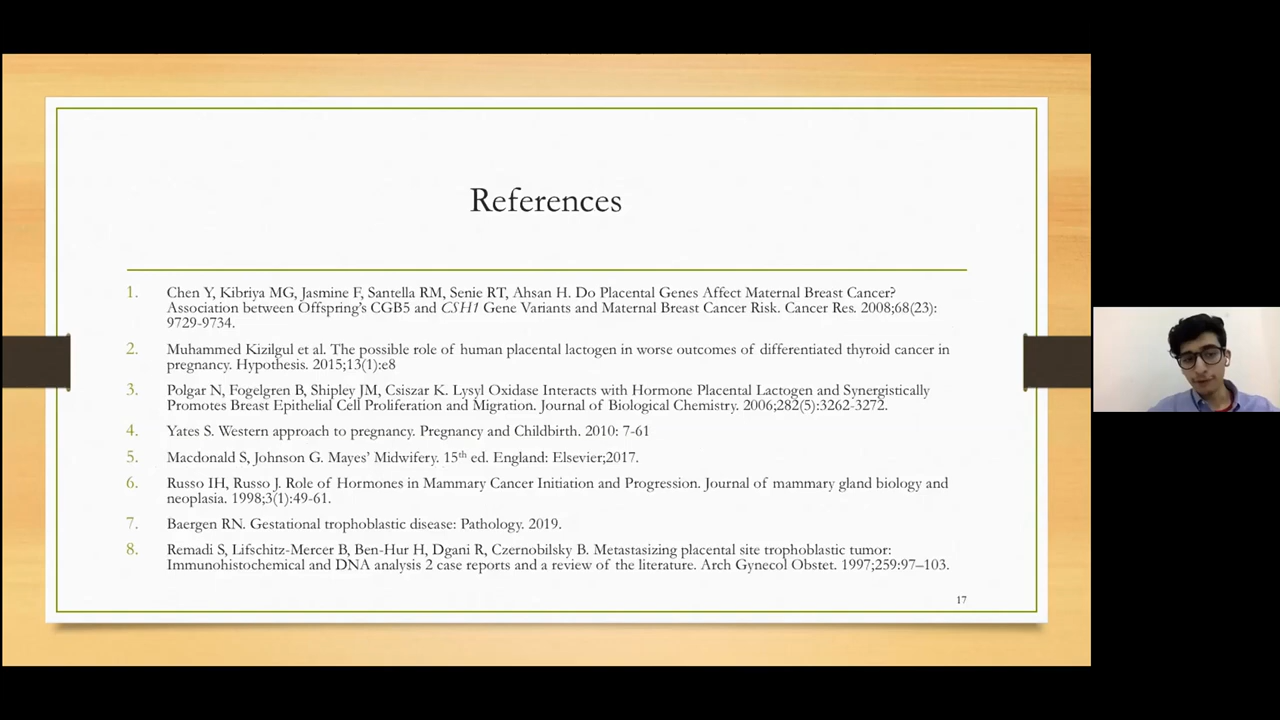 References
1. Chen Y, Kibriya MG, Jasmine F, Santella RM, Senie RT, Ahsan H. Do Placental Genes Affect Maternal Breast Cancer?
Association between Offspring's CGB5 and CSH1 Gene Variants and Maternal Breast Cancer Risk. Cancer Res. 2008;68(23):
9729-9734.
2. Muhammed Kizilgul et al. The possible role of human placental lactogen in worse outcomes of differentiated thyroid cancer in
pregnancy. Hypothesis. 2015;13(1):e8
3. Polgar N, Fogelgren B, Shipley JM, Csiszar K. Lysyl Oxidase Interacts with Hormone Placental Lactogen and Synergistically
Promotes Breast Epithelial Cell Proliferation and Migration. Journal of Biological Chemistry. 2006;282(5):3262-3272.
4. Yates S. Western approach to pregnancy. Pregnancy and Childbirth. 2010: 7-61
5. Macdonald S, Johnson G. Mayes' Midwifery. 15th ed. England: Elsevier;2017.
6. Russo IH, Russo J. Role of Hormones in Mammary Cancer Initiation and Progression. Journal of mammary gland biology and
neoplasia. 1998;3(1):49-61.
7. Baergen RN. Gestational trophoblastic disease: Pathology. 2019.
8. Remadi S, Lifschitz-Mercer B, Ben-Hur H, Dgani R, Czernobilsky B. Metastasizing placental site trophoblastic tumor:
Immunohistochemical and DNA analysis 2 case reports and a review of the literature. Arch Gynecol Obstet. 1997;259:97–103.
17